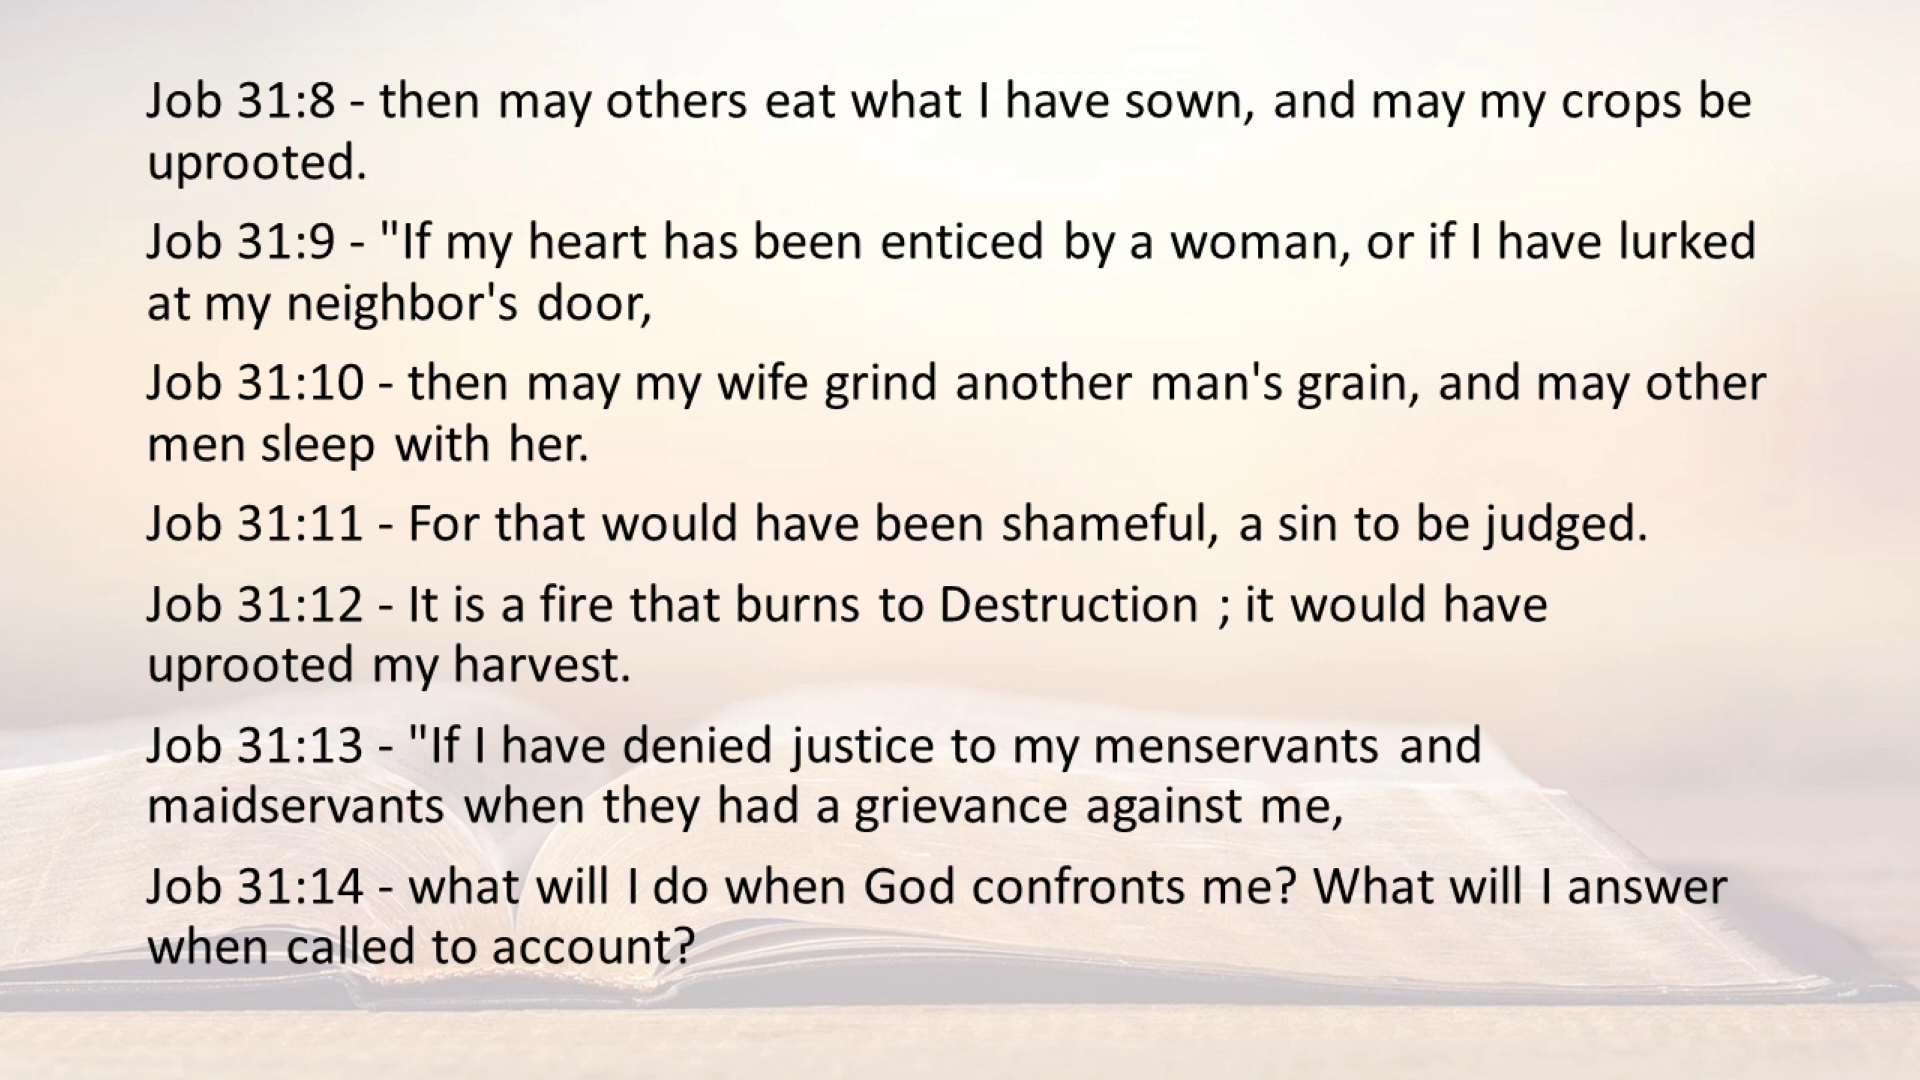 Job 31:8 - then may others eat what I have sown, and may my crops be
uprooted.
Job 31:9 - "If my heart has been enticed by a woman, or if I have lurked
at my neighbor's door,
Job 31:10 - then may my wife grind another man's grain, and may other
men sleep with her.
Job 31:11 - For that would have been shameful, a sin to be judged.
Job 31:12 - It is a fire that burns to Destruction ; it would have
uprooted my harvest.
Job 31:13 - "If I have denied justice to my menservants and
maidservants when they had a grievance against me,
Job 31:14 - what will I do when God confronts me? What will I answer
when called to account?